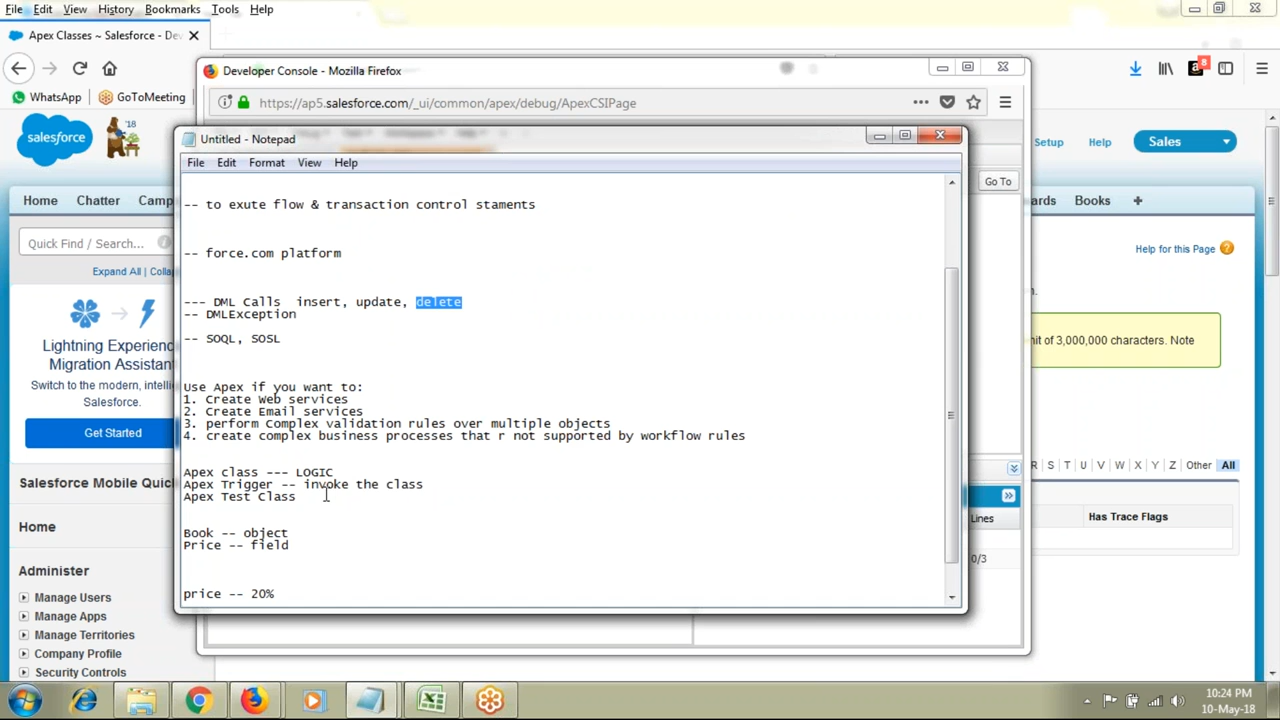 File Edit View History Bookmarks Tools Help
Apex Classes ~ Salesforce - De
WhatsApp GoToMeeting
Developer Console - Mozilla Firefox
https://ap5.salesforce.com/_ui/common/apex/debug/ApexCSIPage
8
salesforce
'18
Setup Help Sales
Home Chatter Camp
ards Books +
Untitled - Notepad
File Edit Format View Help
Go To
Quick Find / Search...
Expand All | Colla
Help for this Page
-- to exute flow & transaction control staments
-- force.com platform
--- DML Calls insert, update, delete
-- DMLException
-- SOQL, SOSL
Use Apex if you want to:
1. Create Web services
2. Create Email services
3. perform Complex validation rules over multiple objects
4. create complex business processes that r not supported by workflow rules
Apex class --- LOGIC
Apex Trigger -- invoke the class
Apex Test Class
Book -- object
Price -- field
price -- 20%
Lightning Experienc
Migration Assistan
Switch to the modern, intelli
Salesforce.
Get Started
Salesforce Mobile Quic
Home
Administer
Manage Users
Manage Apps
Manage Territories
Company Profile
Security Controls
nit of 3,000,000 characters. Note
R S T U V W X Y Z Other All
Lines
Has Trace Flags
0/3
10:24 PM
10-May-18